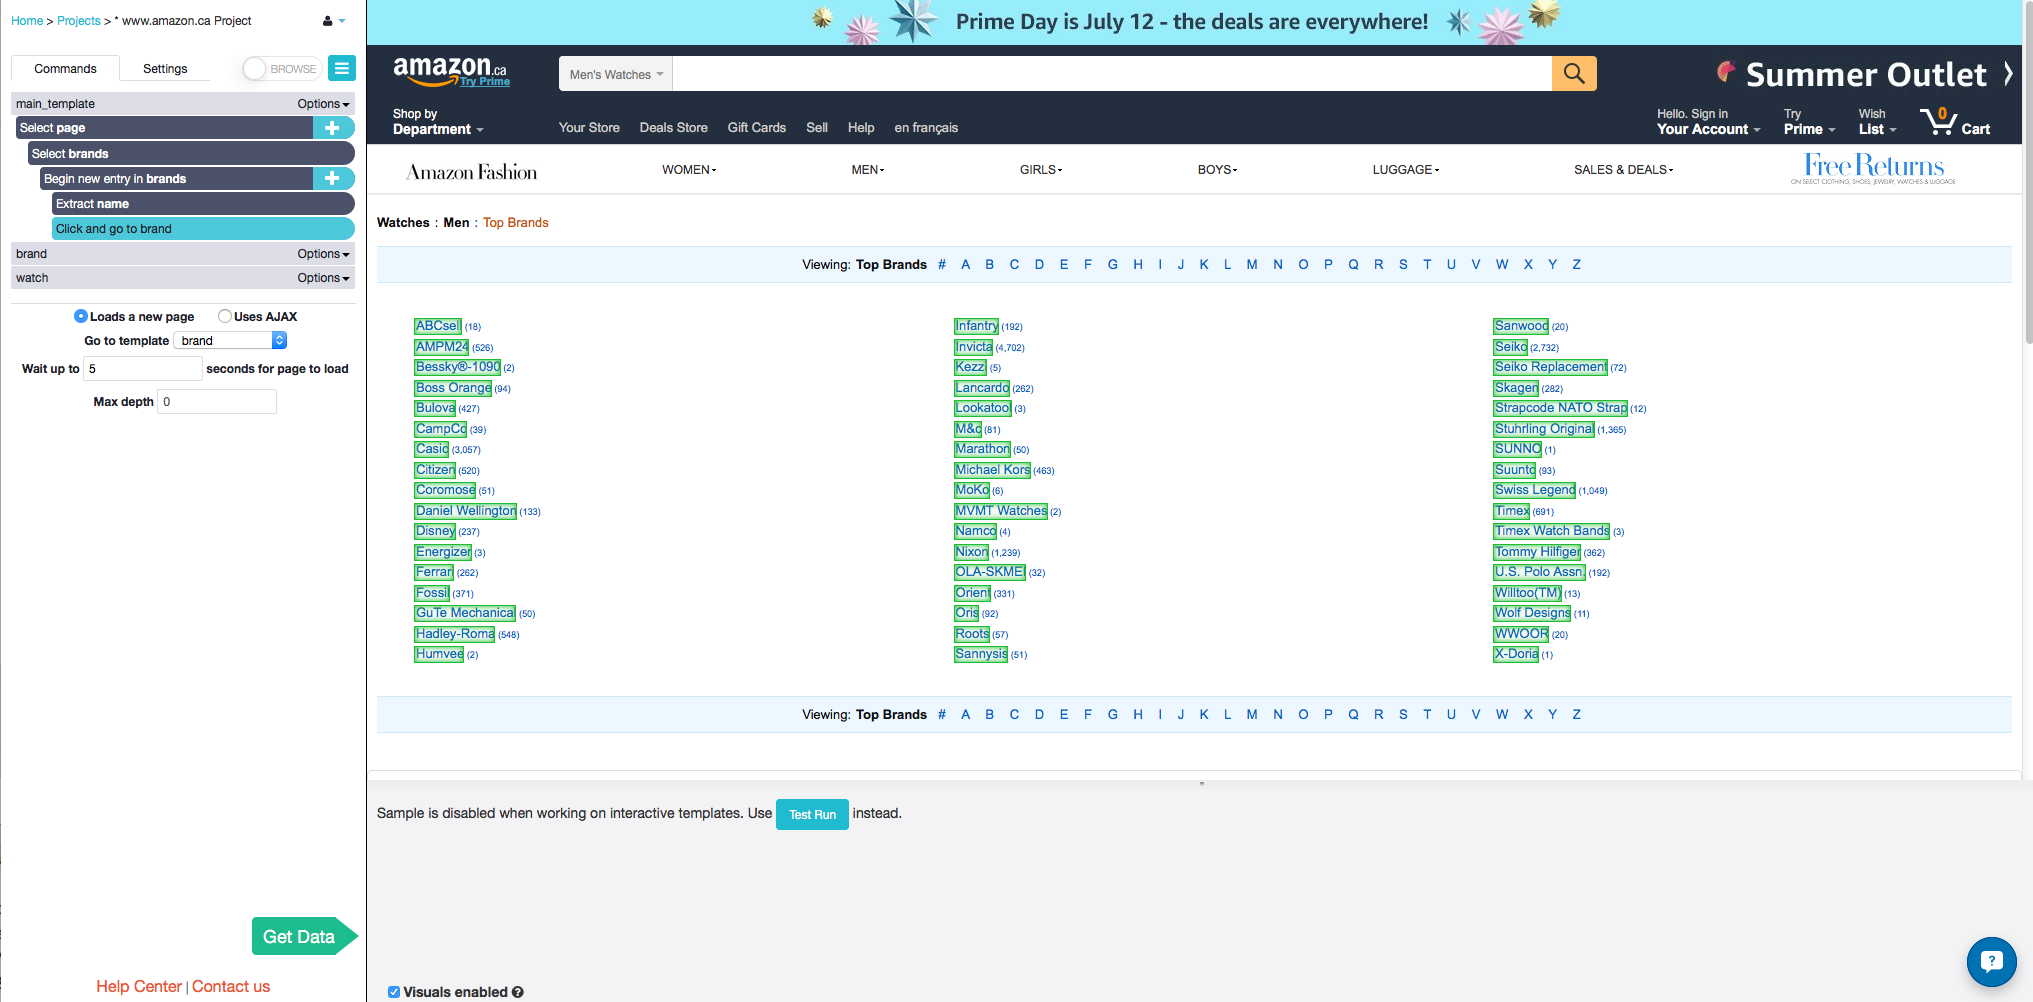 Home > Projects > * www.amazon.ca Project
Commands
Settings
BROWSE
main_template Options
Select page
Select brands
Begin new entry in brands
Extract name
Click and go to brand
brand Options
watch Options
Loads a new page Uses AJAX
Go to template brand
Wait up to 5 seconds for page to load
Max depth 0
Get Data
Help Center | Contact us
Prime Day is July 12 - the deals are everywhere!
amazon.ca
Try Prime
Men's Watches
Summer Outlet
Shop by
Department
Your Store Deals Store Gift Cards Sell Help en français
Hello. Sign in
Your Account
Try
Prime
Wish
List
0
Cart
Amazon Fashion WOMEN MEN GIRLS BOYS LUGGAGE SALES & DEALS
Free Returns
ON SELECT CLOTHING, SHOES, JEWELRY, WATCHES & LUGGAGE
Watches : Men : Top Brands
Viewing: Top Brands # A B C D E F G H I J K L M N O P Q R S T U V W X Y Z
ABCsell (18)
AMPM24 (526)
Bessky®-1090 (2)
Boss Orange (94)
Bulova (427)
CampCo (39)
Casio (3,057)
Citizen (520)
Coromose (51)
Daniel Wellington (133)
Disney (237)
Energizer (3)
Ferrari (262)
Fossil (371)
GuTe Mechanical (50)
Hadley-Roma (548)
Humvee (2)
Infantry (192)
Invicta (4,702)
Kezzi (5)
Lancardo (262)
Lookatool (3)
M&c (81)
Marathon (50)
Michael Kors (463)
MoKo (6)
MVMT Watches (2)
Namco (4)
Nixon (1,239)
OLA-SKMEI (32)
Orient (331)
Oris (92)
Roots (57)
Sannysis (51)
Sanwood (20)
Seiko (2,732)
Seiko Replacement (72)
Skagen (282)
Strapcode NATO Strap (12)
Stuhrling Original (1,365)
SUNNO (1)
Suunto (93)
Swiss Legend (1,049)
Timex (691)
Timex Watch Bands (3)
Tommy Hilfiger (362)
U.S. Polo Assn. (192)
Willtoo(TM) (13)
Wolf Designs (11)
WWOOR (20)
X-Doria (1)
Viewing: Top Brands # A B C D E F G H I J K L M N O P Q R S T U V W X Y Z
Sample is disabled when working on interactive templates. Use Test Run instead.
Visuals enabled ?